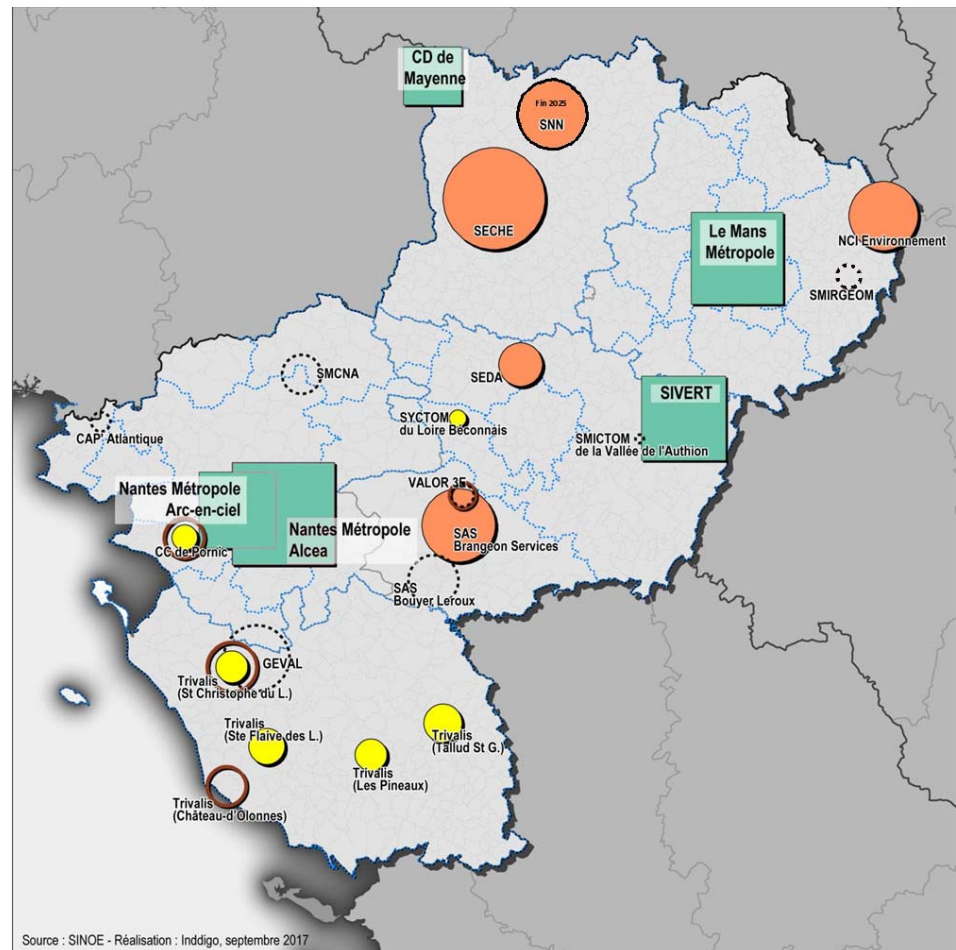 CD de
Mayenne
Fin 2025
SNN
SECHE
Le Mans
Métropole
NCI Environnement
SMIRGEOM
SMCNA
SEDA
SIVERT
SYCTOM
du Loire Béconnais
CAP' Atlantique
SMICTOM
de la Vallée de l'Authion
VALOR 3E
Nantes Métropole
Arc-en-ciel
Nantes Métropole
Alcea
SAS
Brangeon Services
CC de Pornic
SAS
Bouyer Leroux
GEVAL
Trivalis
(St Christophe du L.)
Trivalis
(Ste Flaive des L.)
Trivalis
(Tallud St G.)
Trivalis
(Les Pineaux)
Trivalis
(Château-d'Olonnes)
Source : SINOE - Réalisation : Inddigo, septembre 2017